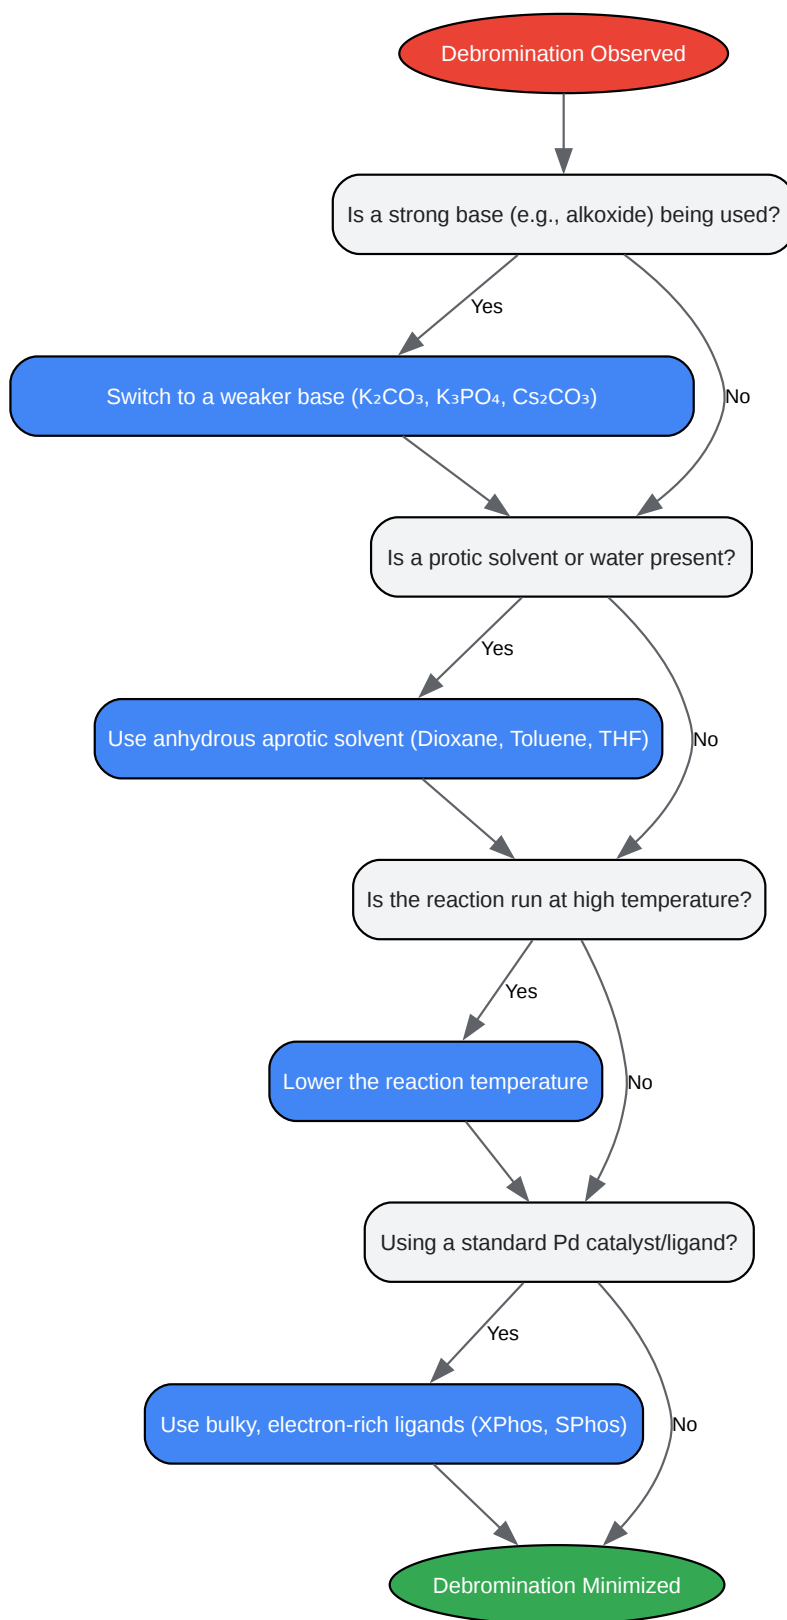 Debromination Observed
Is a strong base (e.g., alkoxide) being used?
Yes
Switch to a weaker base (K₂CO₃, K₃PO₄, Cs₂CO₃)
No
Is a protic solvent or water present?
Yes
Use anhydrous aprotic solvent (Dioxane, Toluene, THF)
No
Is the reaction run at high temperature?
Yes
Lower the reaction temperature
No
Using a standard Pd catalyst/ligand?
Yes
Use bulky, electron-rich ligands (XPhos, SPhos)
No
Debromination Minimized